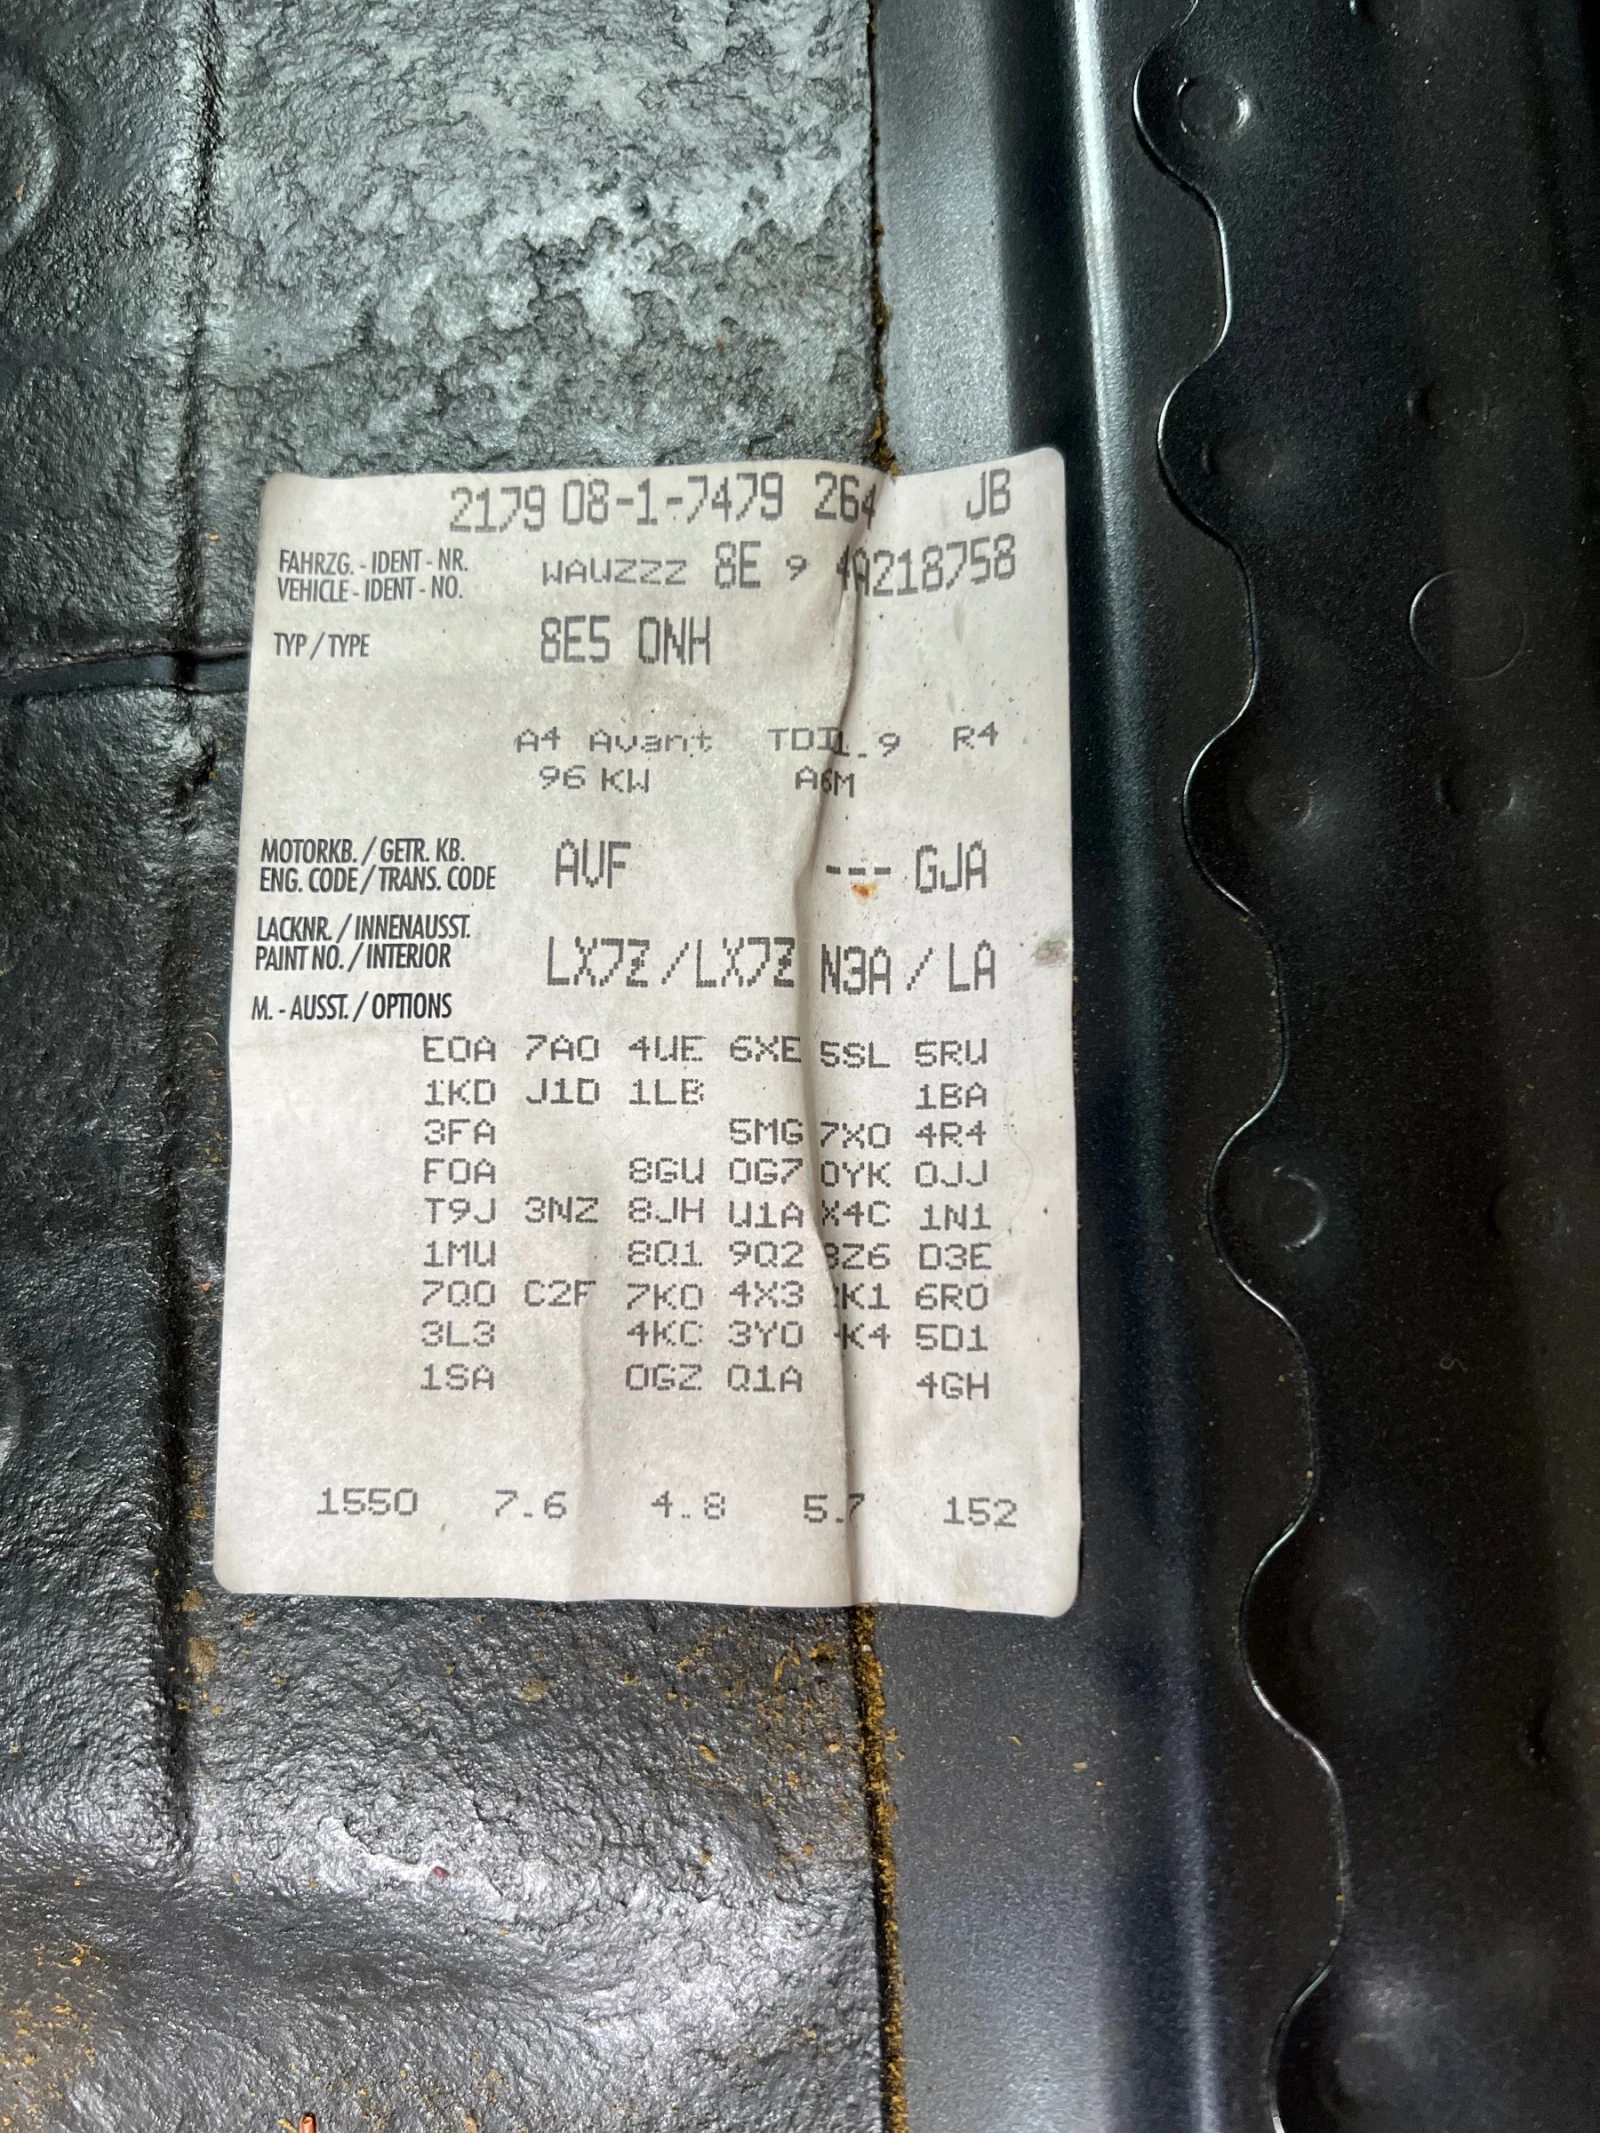 2179 08-1-7479 264 JB
FAHRZG. - IDENT - NR.
VEHICLE - IDENT - NO.
WAUZZZ 8E 9 4A218758
TYP / TYPE 8E5 0NH
A4 Avant TDI1.9 R4
96 KW A6M
MOTORKB. / GETR. KB.
ENG. CODE / TRANS. CODE
AVF --- GJA
LACKNR. / INNENAUSST.
PAINT NO. / INTERIOR
LX7Z / LX7Z N3A / LA
M. - AUSST. / OPTIONS
E0A 7A0 4UE 6XE 5SL 5RU
1KD J1D 1LB 1BA
3FA 5MG 7X0 4R4
F0A 8GU 0G7 0YK 0JJ
T9J 3NZ 8JH U1A X4C 1N1
1MW 8Q1 9Q2 8Z6 D3E
7Q0 C2F 7K0 4X3 2K1 6R0
3L3 4KC 3Y0 5D1
1SA 0GZ Q1A 4GH
1550 7.6 4.8 5.7 152